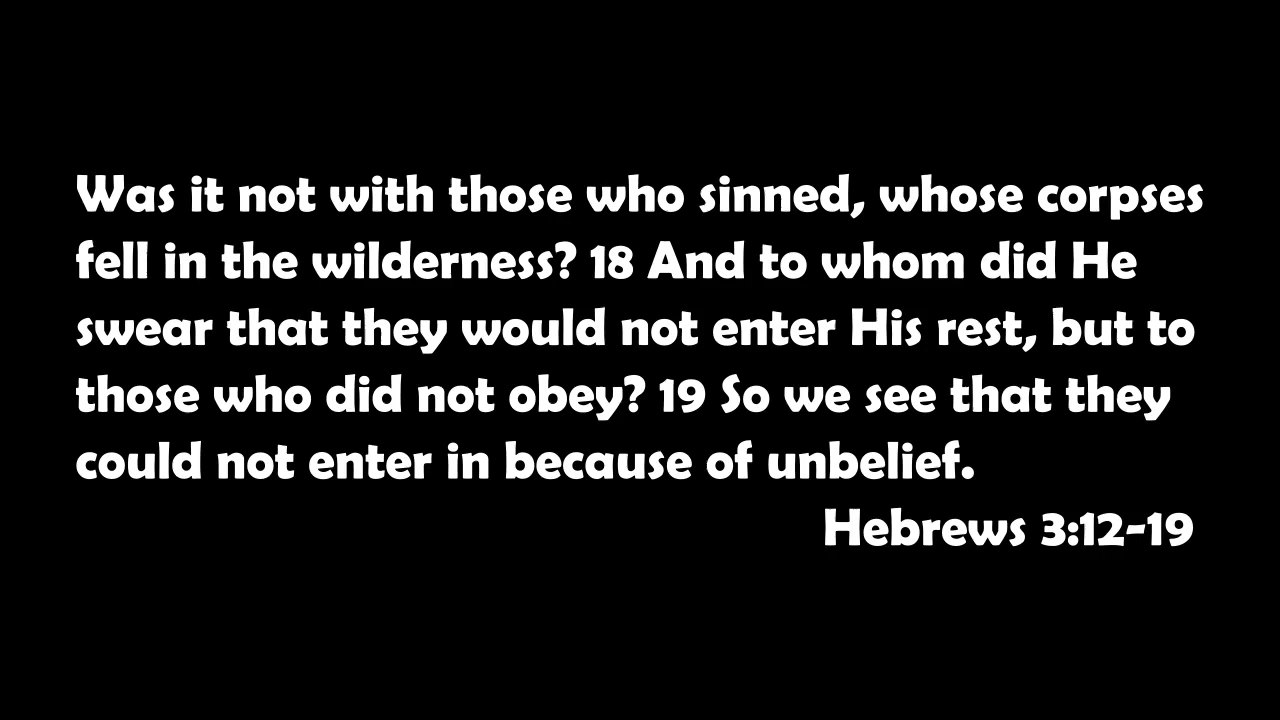 Was it not with those who sinned, whose corpses
fell in the wilderness? 18 And to whom did He
swear that they would not enter His rest, but to
those who did not obey? 19 So we see that they
could not enter in because of unbelief.
Hebrews 3:12-19